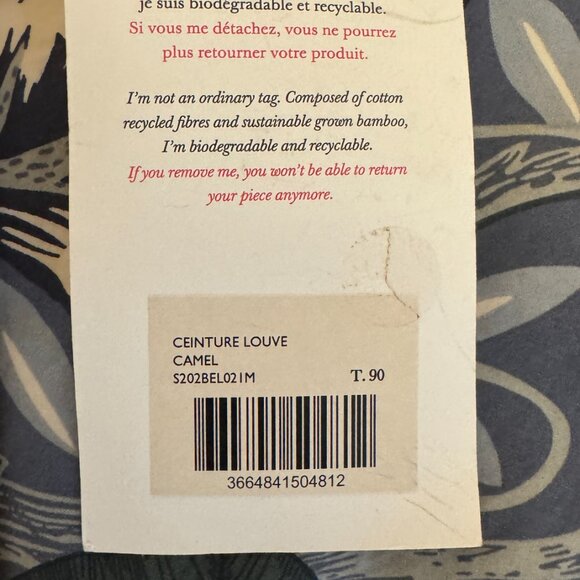 je suis biodégradable et recyclable.
Si vous me détachez, vous ne pourrez
plus retourner votre produit.
I'm not an ordinary tag. Composed of cotton
recycled fibres and sustainable grown bamboo,
I'm biodegradable and recyclable.
If you remove me, you won't be able to return
your piece anymore.
CEINTURE LOUVE
CAMEL
S202BEL021M T. 90
3664841504812